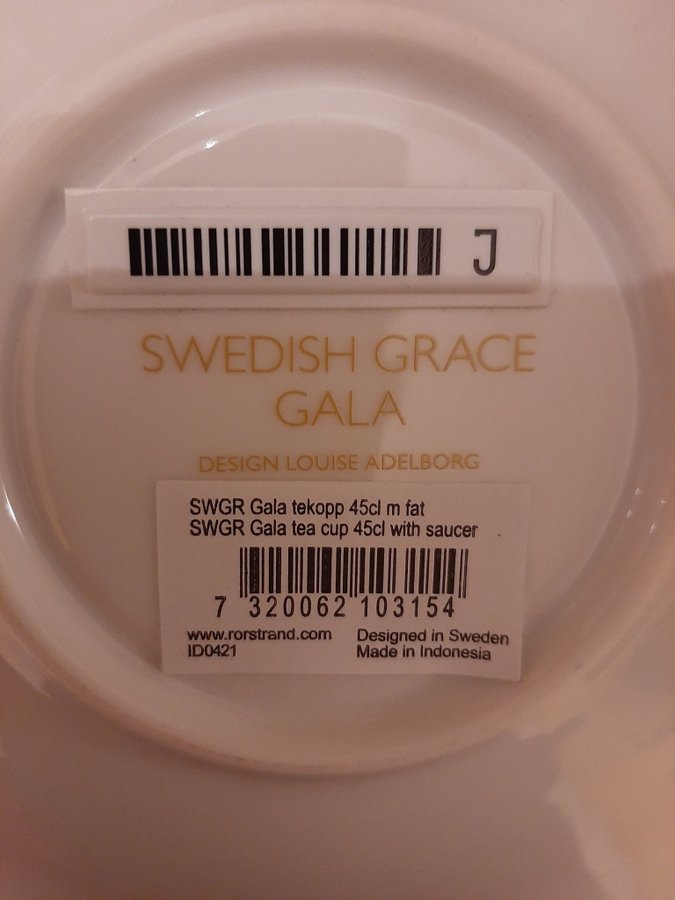 J
SWEDISH GRACE
GALA
DESIGN LOUISE ADELBORG
SWGR Gala tekopp 45cl m fat
SWGR Gala tea cup 45cl with saucer
7 320062 103154
www.rorstrand.com Designed in Sweden
ID0421 Made in Indonesia